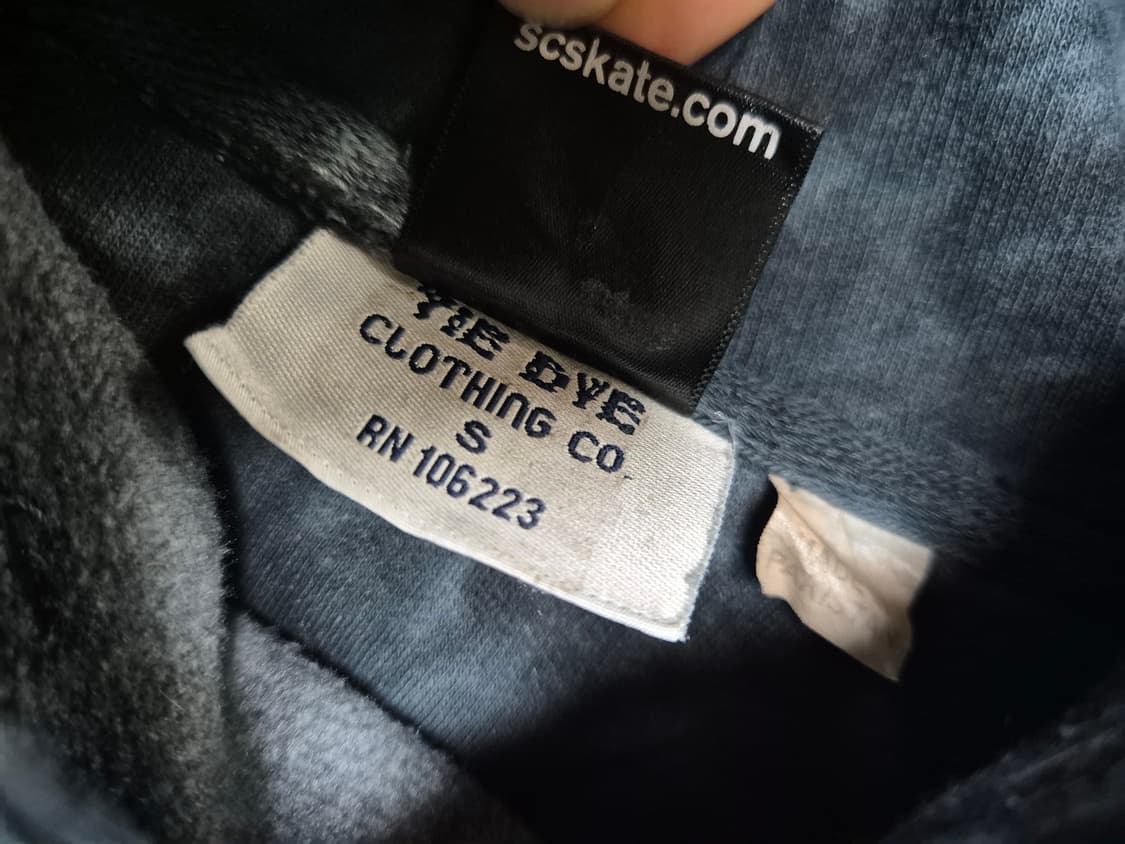 scskate.com
TIE DYE
CLOTHING CO.
S
RN 106223